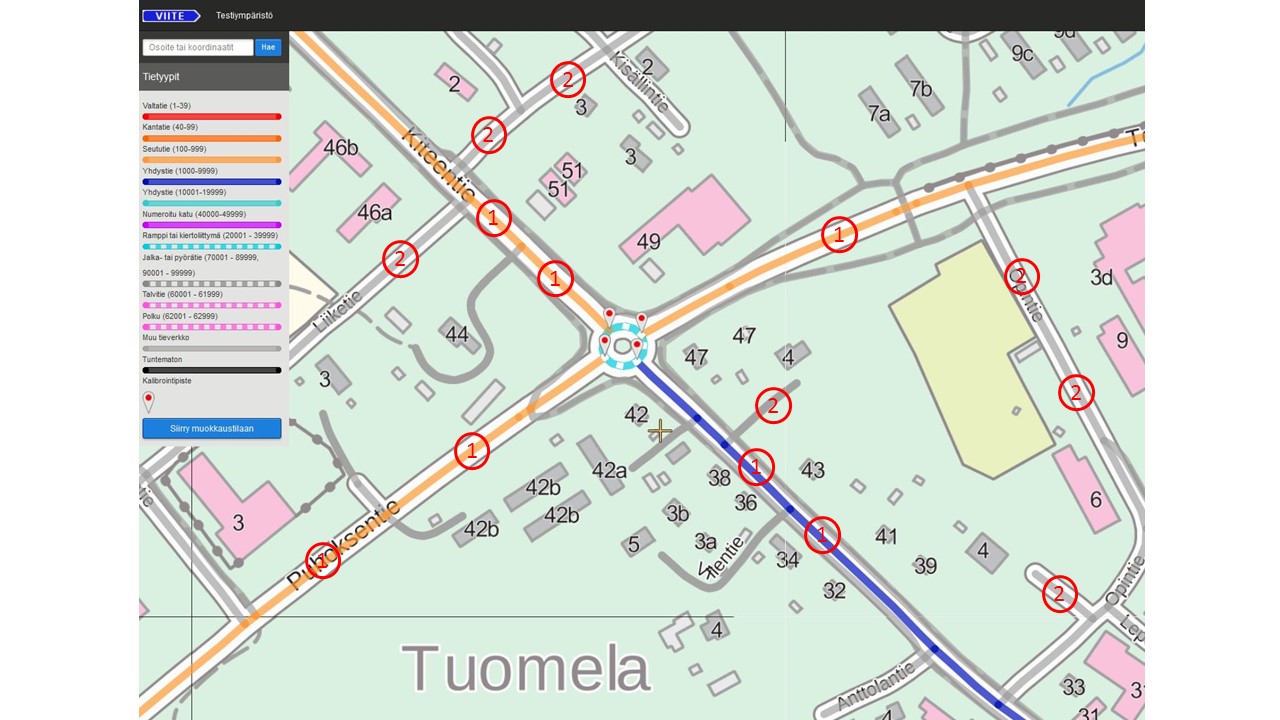 VIITE
Testiympäristö
Osoite tai koordinaatit
Hae
Tietyypit
Valtatie (1-39)
Kantatie (40-99)
Seututie (100-999)
Yhdystie (1000-9999)
Yhdystie (10001-19999)
Numeroitu katu (40000-49999)
Ramppi tai kiertoliittymä (20001 - 39999)
Jalka- tai pyörätie (70001 - 89999,
90001 - 99999)
Talvitie (60001 - 61999)
Polku (62001 - 62999)
Muu tieverkko
Tuntematon
Kalibrointipiste
Siirry muokkaustilaan
9d
9c
2
2
2
Kisällintie
7b
3
7a
2
46b
Kiteentie
3
51
51
46a
1
1
49
2
2
Opintie
3d
1
Liiketie
44
47
47
4
9
3
2
2
42
1
42a
1
43
38
42b
6
36
3b
42b
42b
3
1
5
3a
41
34
4
Vienti
39
1
Puhoksentie
32
2
Opintie
4
Tuomela
33
Anttolantie
31
4